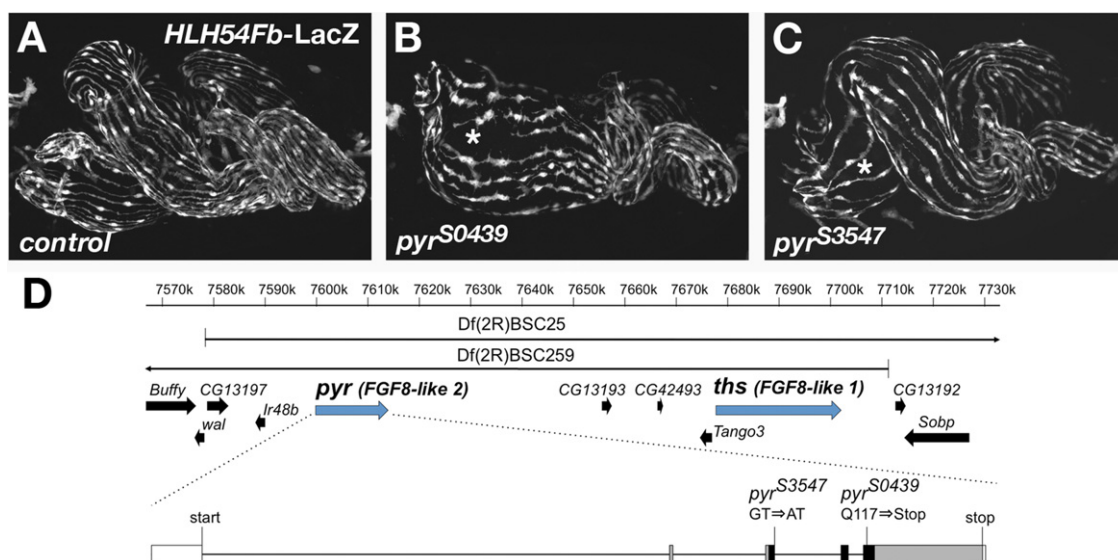 A HLH54Fb-LacZ
control
B
*
pyrS0439
C
*
pyrS3547
D
7570k 7580k 7590k 7600k 7610k 7620k 7630k 7640k 7650k 7660k 7670k 7680k 7690k 7700k 7710k 7720k 7730k
Df(2R)BSC25
Df(2R)BSC259
Buffy CG13197 pyr (FGF8-like 2) CG13193 CG42493 ths (FGF8-like 1) CG13192
wal Ir48b Tango3 Sobp
pyrS3547 pyrS0439
start GT⇒AT Q117⇒Stop stop